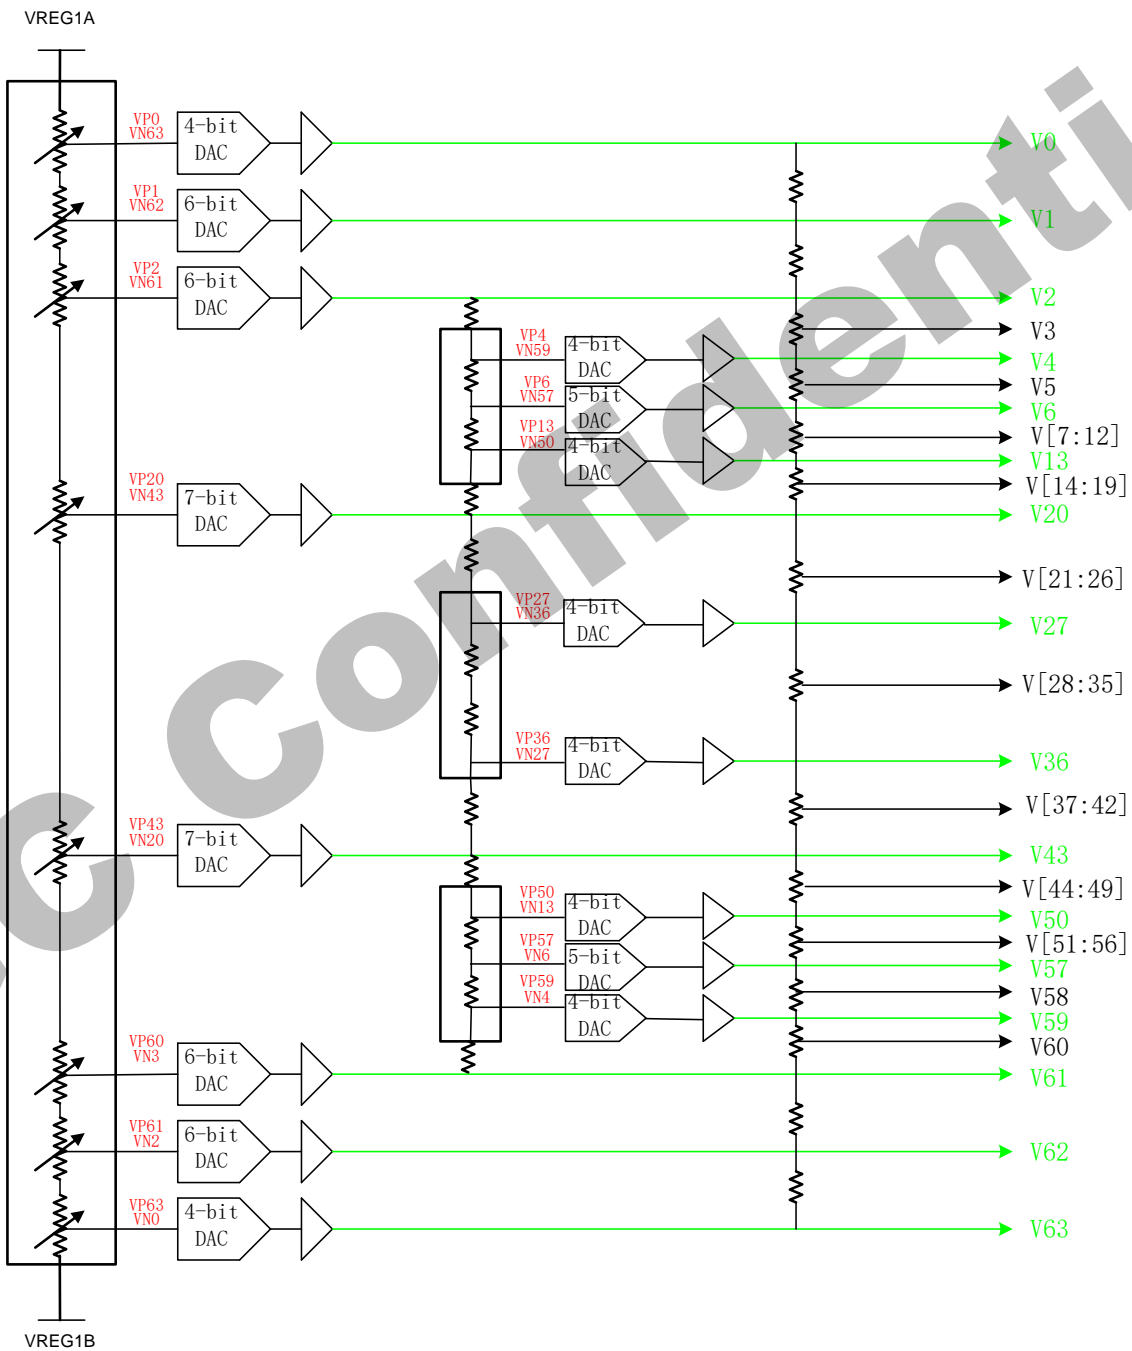 VREG1A
VP0
VN63
4-bit
DAC
V0
VP1
VN62
6-bit
DAC
V1
VP2
VN61
6-bit
DAC
V2
V3
VP4
VN59
4-bit
DAC
V4
V5
VP6
VN57
5-bit
DAC
V6
V[7:12]
VP13
VN50
4-bit
DAC
V13
V[14:19]
VP20
VN43
7-bit
DAC
V20
V[21:26]
VP27
VN36
4-bit
DAC
V27
V[28:35]
VP36
VN27
4-bit
DAC
V36
V[37:42]
VP43
VN20
7-bit
DAC
V43
V[44:49]
VP50
VN13
4-bit
DAC
V50
V[51:56]
VP57
VN6
5-bit
DAC
V57
V58
VP59
VN4
4-bit
DAC
V59
V60
VP60
VN3
6-bit
DAC
V61
VP61
VN2
6-bit
DAC
V62
VP63
VN0
4-bit
DAC
V63
VREG1B
C Confidenti